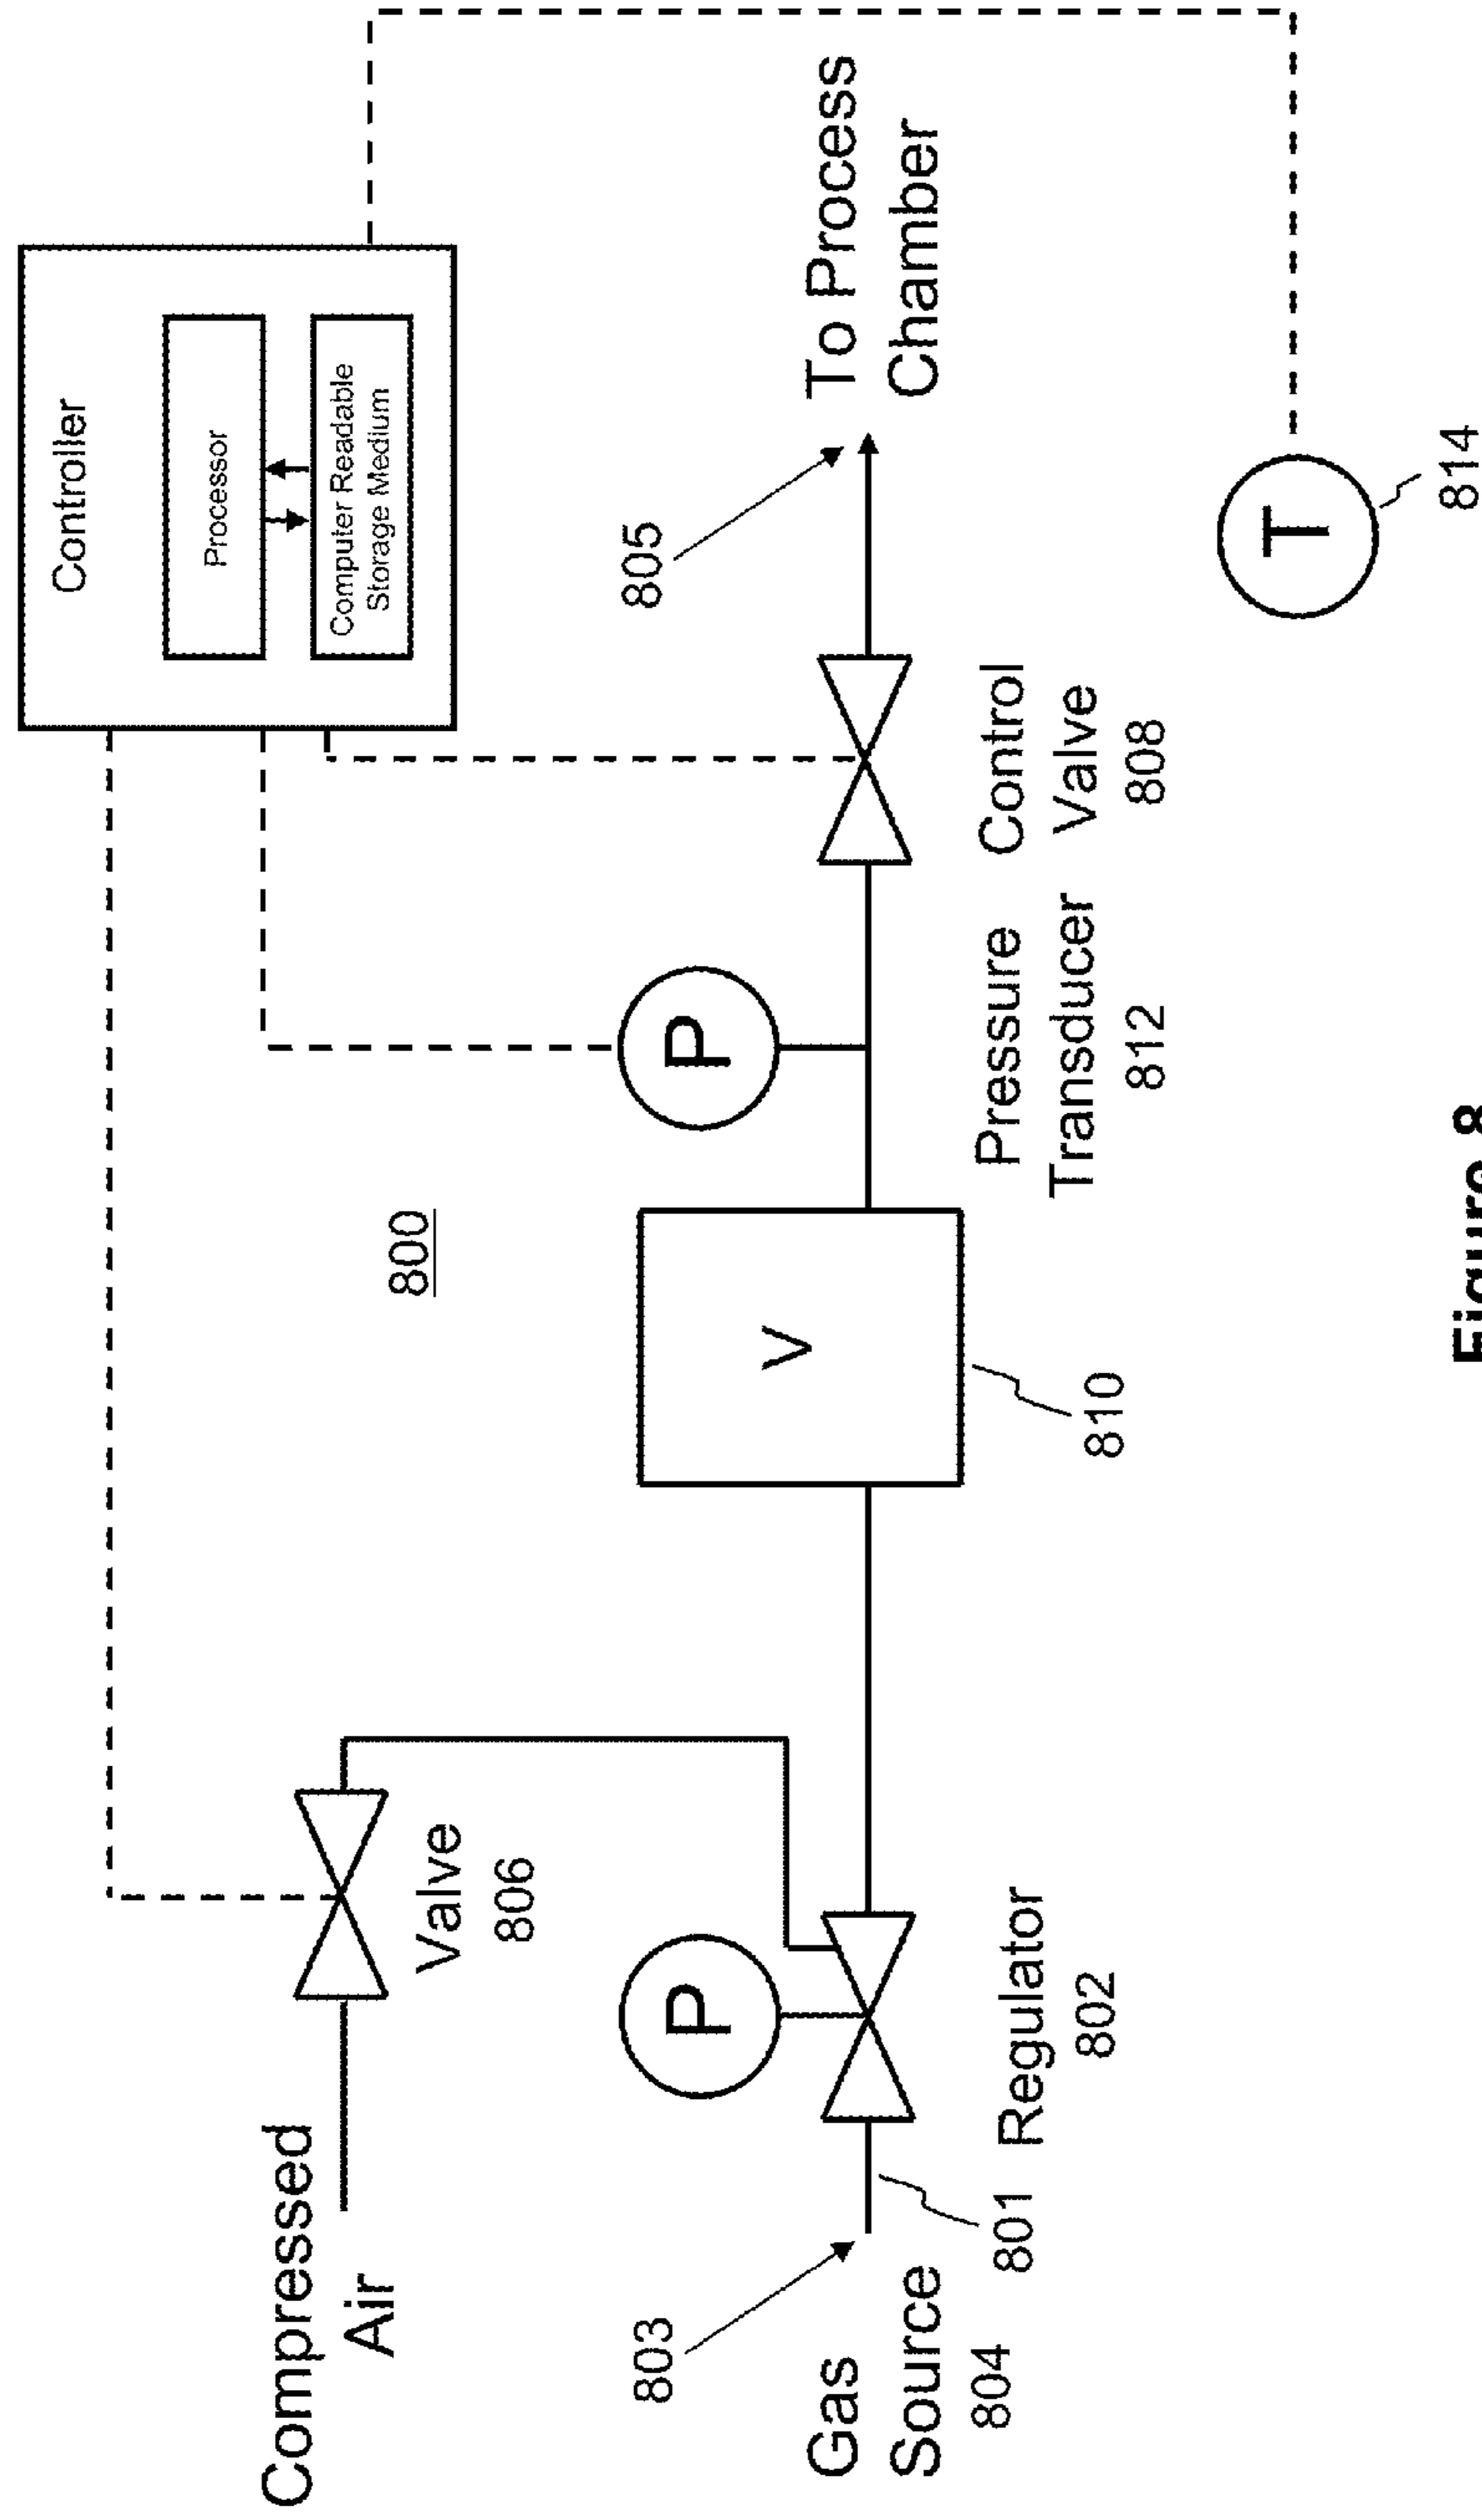 Controller
Processor
Computer Readable
Storage Medium
Compressed
Air
Valve
806
800
805
To Process
Chamber
803
P
P
V
Gas
Source
804
801
Regulator
802
810
Pressure
Transducer
812
Control
Valve
808
T
814
Figure 8